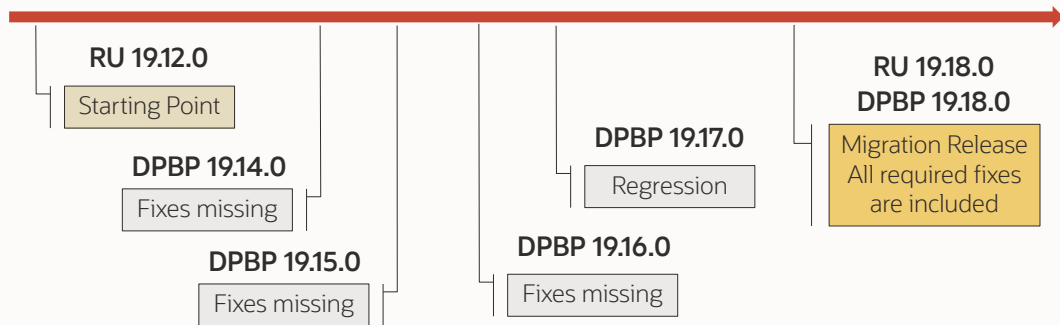 RU 19.12.0
Starting Point
DPBP 19.14.0
Fixes missing
DPBP 19.15.0
Fixes missing
DPBP 19.16.0
Fixes missing
DPBP 19.17.0
Regression
RU 19.18.0
DPBP 19.18.0
Migration Release
All required fixes
are included